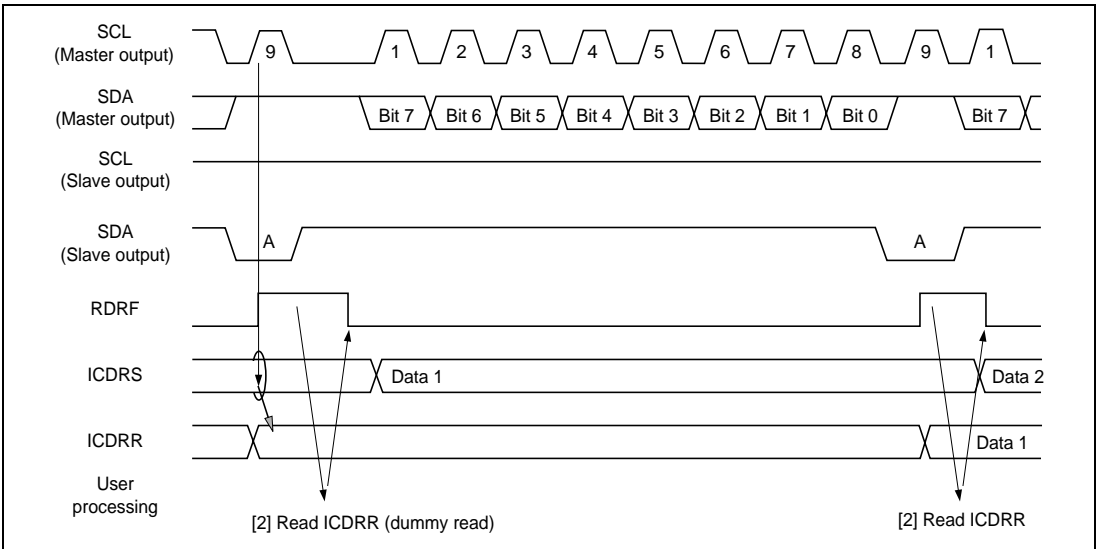 SCL
(Master output)
9 1 2 3 4 5 6 7 8 9 1
SDA
(Master output)
Bit 7 Bit 6 Bit 5 Bit 4 Bit 3 Bit 2 Bit 1 Bit 0 Bit 7
SCL
(Slave output)
SDA
(Slave output)
A A
RDRF
ICDRS
Data 1 Data 2
ICDRR
Data 1
User
processing
[2] Read ICDRR (dummy read) [2] Read ICDRR